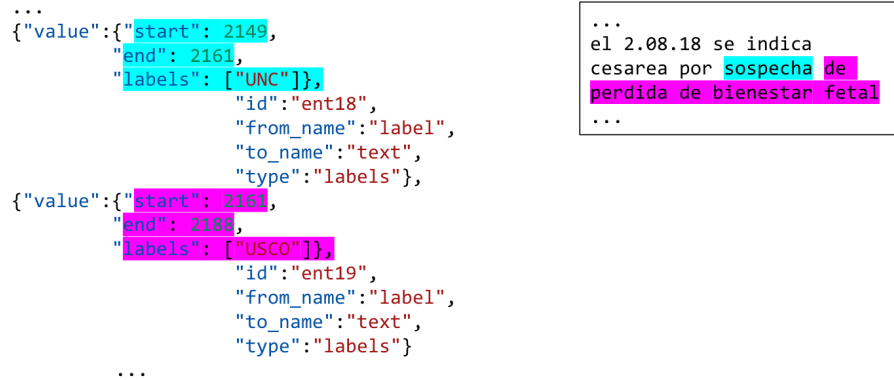 ...
{"value":{"start": 2149,
"end": 2161,
"labels": ["UNC"]},
"id":"ent18",
"from_name":"label",
"to_name":"text",
"type":"labels"},
{"value":{"start": 2161,
"end": 2188,
"labels": ["USCO"]},
"id":"ent19",
"from_name":"label",
"to_name":"text",
"type":"labels"}
...
...
el 2.08.18 se indica
cesarea por sospecha de
perdida de bienestar fetal
...